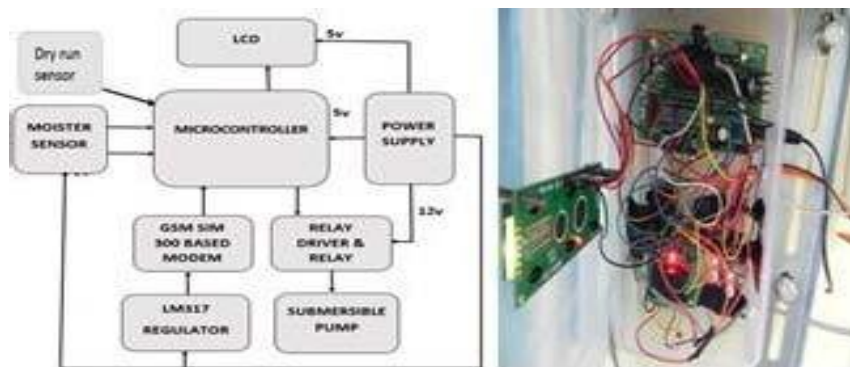 LCD
5v
Dry run
sensor
MOISTER
SENSOR
MICROCONTROLLER
5v
POWER
SUPPLY
12v
GSM SIM
300 BASED
MODEM
RELAY
DRIVER &
RELAY
LM317
REGULATOR
SUBMERSIBLE
PUMP